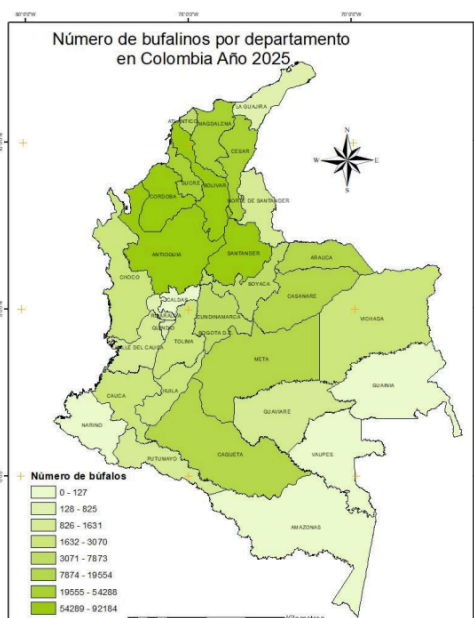 Número de bufalinos por departamento
en Colombia Año 2025
LA GUAJIRA
ATLANTICO
MAGDALENA
CESAR
SUCRE
CORDOBA
BOLIVAR
NORTE DE SANTANDER
ANTIOQUIA
SANTANDER
ARAUCA
CHOCO
BOYACA
CASANARE
CALDAS
RISARALDA
CUNDINAMARCA
VICHADA
QUINDIO
BOGOTA D.C.
VALLE DEL CAUCA
TOLIMA
META
GUAINIA
CAUCA
HUILA
GUAVIARE
NARIÑO
VAUPES
CAQUETA
PUTUMAYO
AMAZONAS
N
W
E
S
Número de búfalos
0 - 127
128 - 825
826 - 1631
1632 - 3070
3071 - 7873
7874 - 19554
19555 - 54288
54289 - 92184